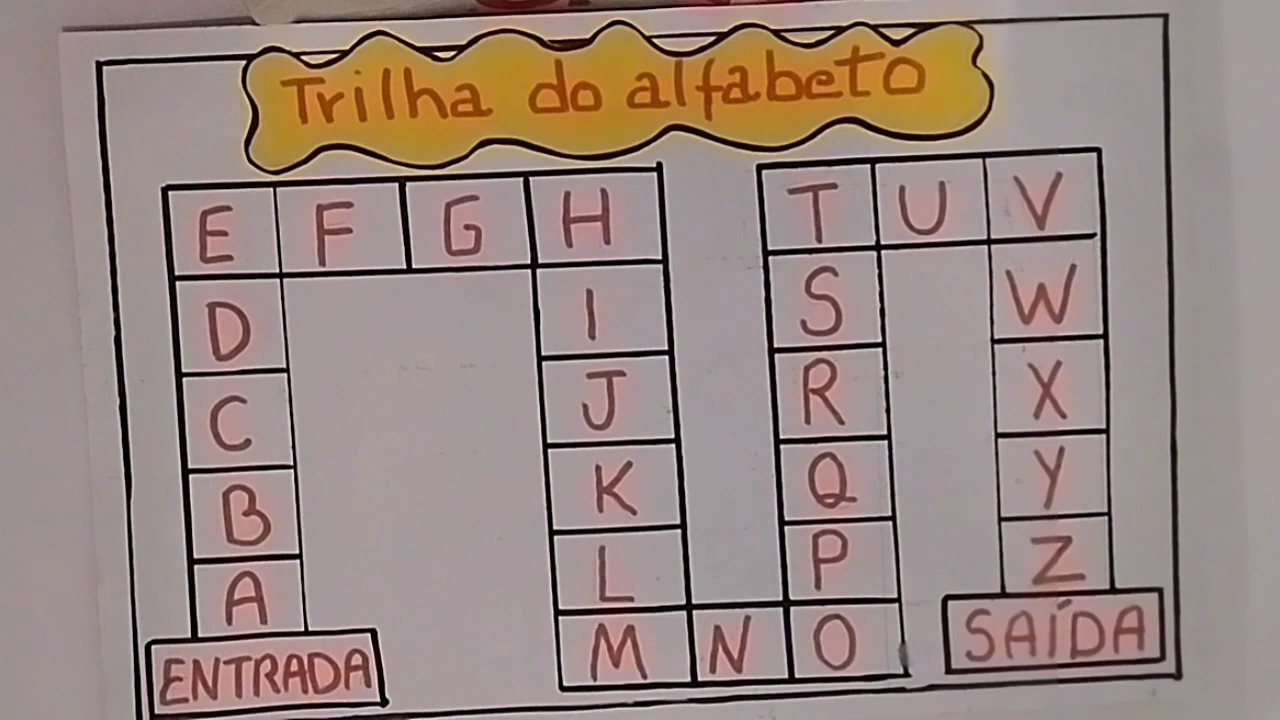 Trilha do alfabeto
E F G H T U V
D I S W
C J R X
B K Q Y
A L P Z
M N O
ENTRADA SAÍDA